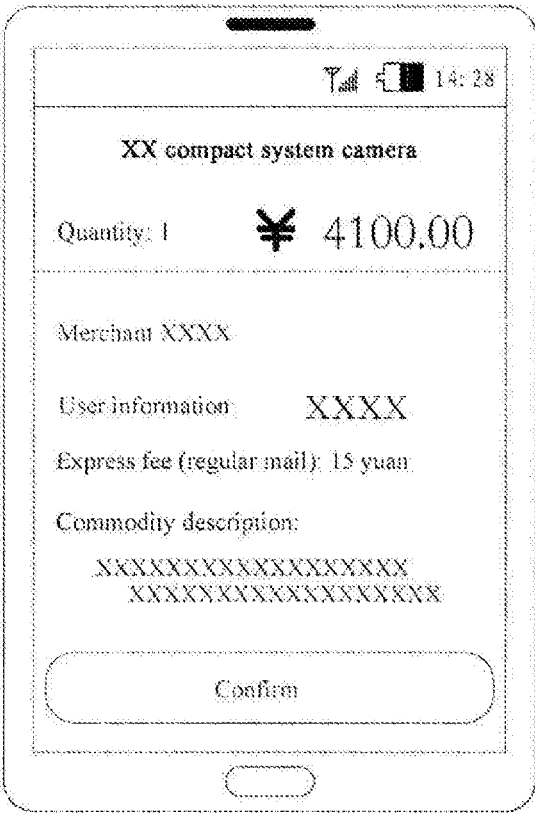 14: 28
XX compact system camera
Quantity: 1 ¥ 4100.00
Merchant XXXX
User information XXXX
Express fee (regular mail): 15 yuan
Commodity description:
XXXXXXXXXXXXXXXXXX
XXXXXXXXXXXXXXXXXX
Confirm